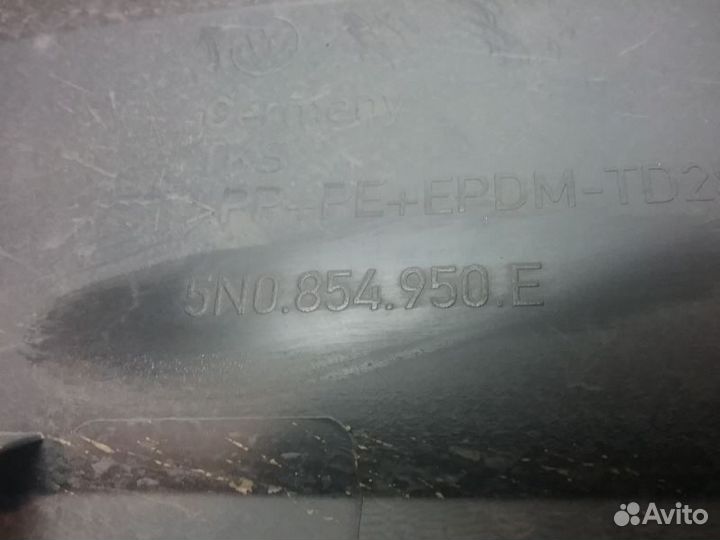 Germany
>PP+PE+EPDM-TD2
5N0.854.950.E
Avito